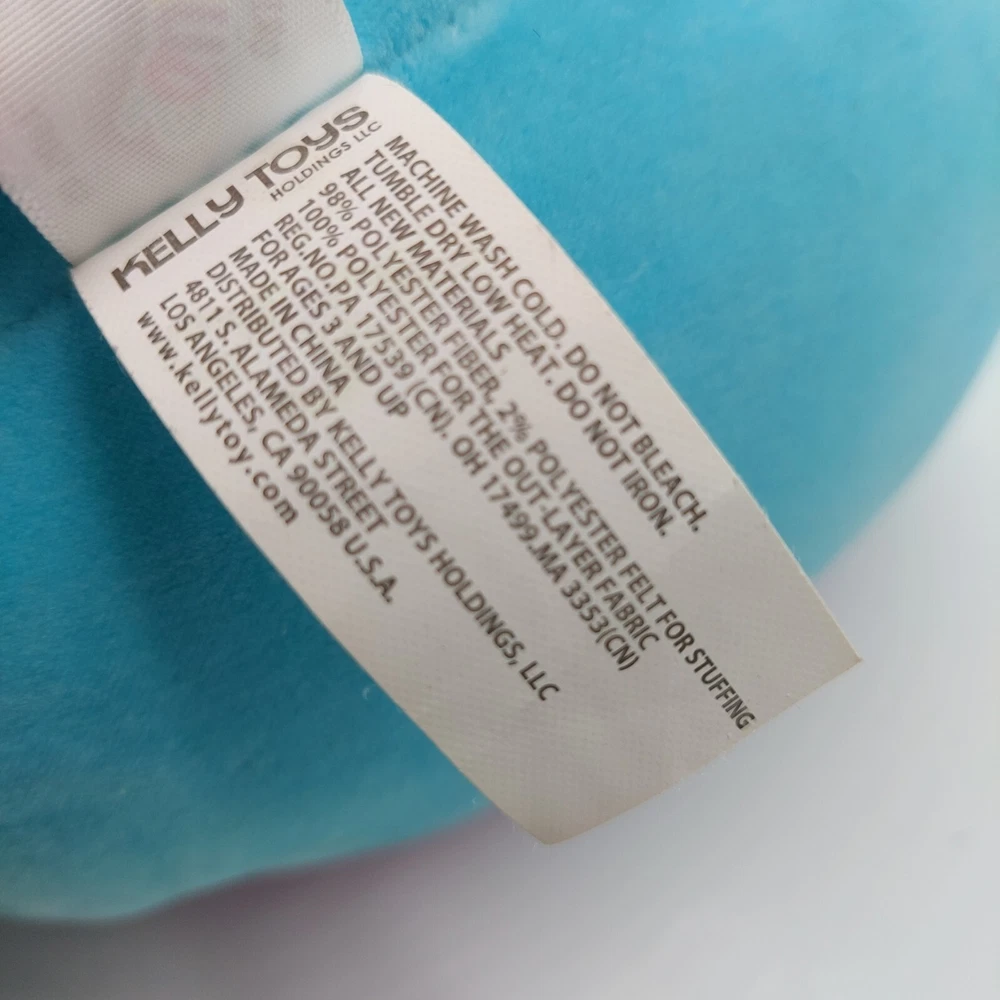 KELLY TOYS
HOLDINGS LLC
MACHINE WASH COLD. DO NOT BLEACH.
TUMBLE DRY LOW HEAT. DO NOT IRON.
ALL NEW MATERIALS
98% POLYESTER FIBER, 2% POLYESTER FELT FOR STUFFING
100% POLYESTER FOR THE OUT-LAYER FABRIC
REG.NO.PA 17539 (CN). OH 17499.MA 3353(CN)
FOR AGES 3 AND UP
MADE IN CHINA
DISTRIBUTED BY KELLY TOYS HOLDINGS, LLC
4811 S. ALAMEDA STREET
LOS ANGELES, CA 90058 U.S.A.
www.kellytoy.com